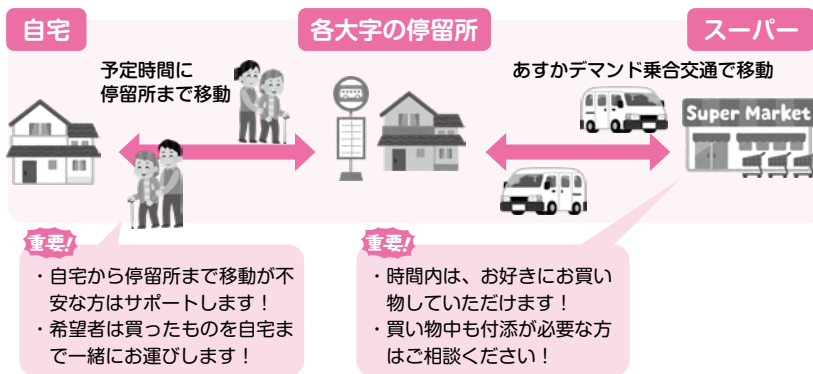 自宅
各大字の停留所
スーパー
予定時間に
停留所まで移動
あすかデマンド乗合交通で移動
Super Market
重要!
・自宅から停留所まで移動が不
安な方はサポートします！
・希望者は買ったものを自宅ま
で一緒にお運びします！
重要!
・時間内は、お好きにお買い
物していただけます！
・買い物中も付添が必要な方
はご相談ください！